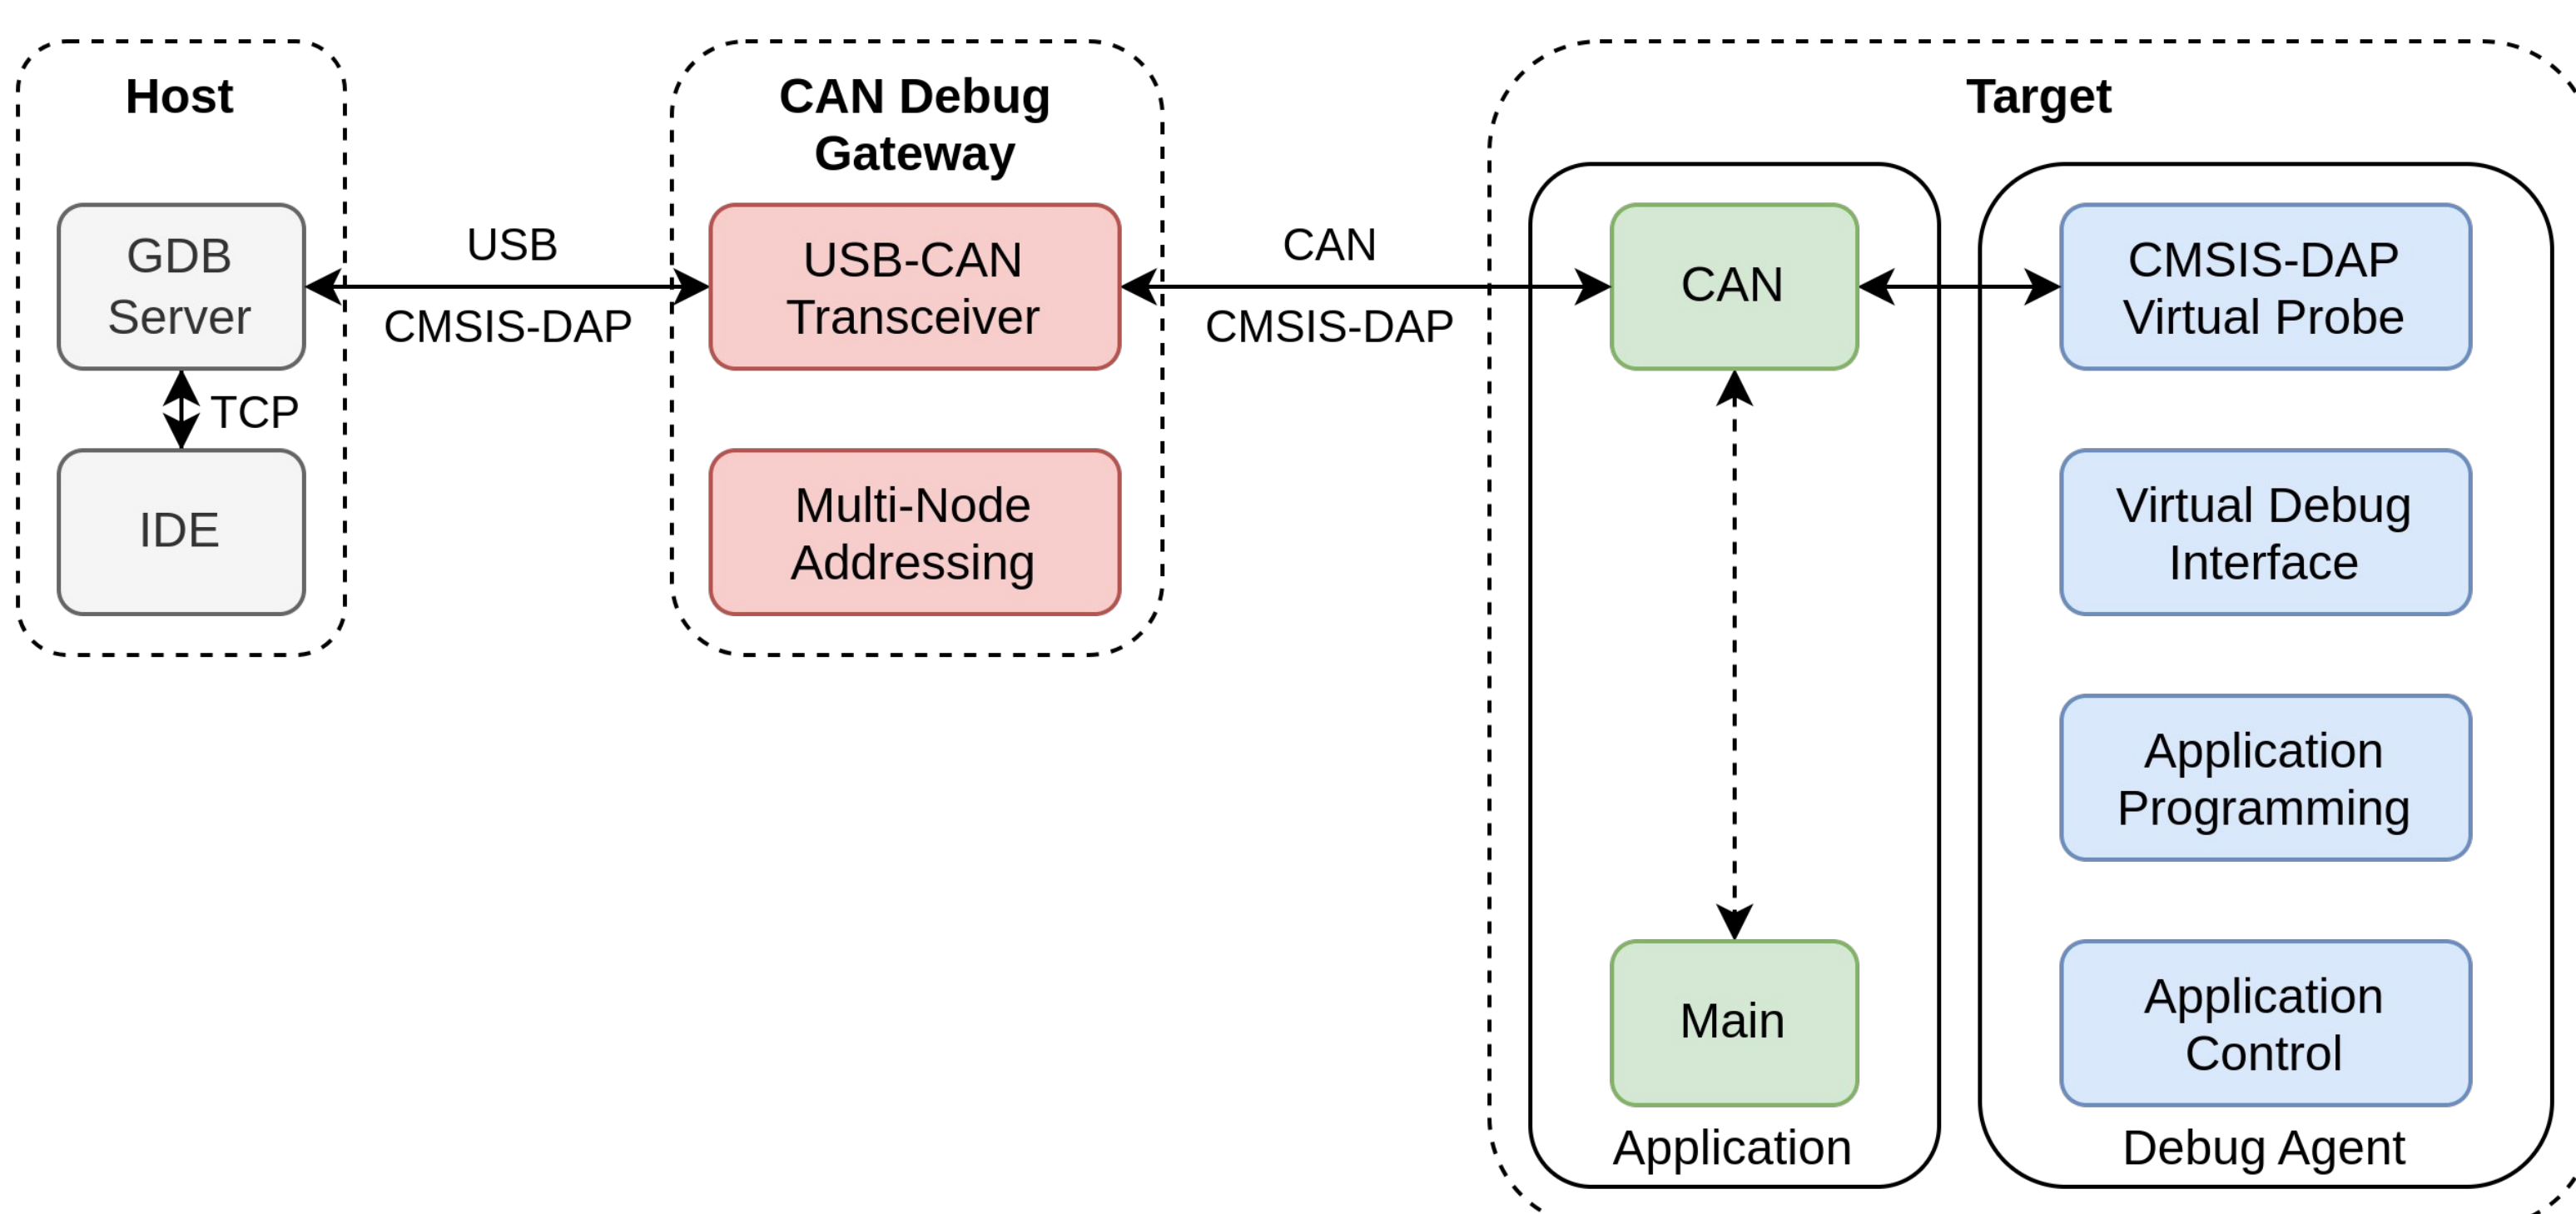 Host
GDB
Server
TCP
IDE
USB
CMSIS-DAP
CAN Debug
Gateway
USB-CAN
Transceiver
Multi-Node
Addressing
CAN
CMSIS-DAP
Target
CAN
Main
Application
CMSIS-DAP
Virtual Probe
Virtual Debug
Interface
Application
Programming
Application
Control
Debug Agent